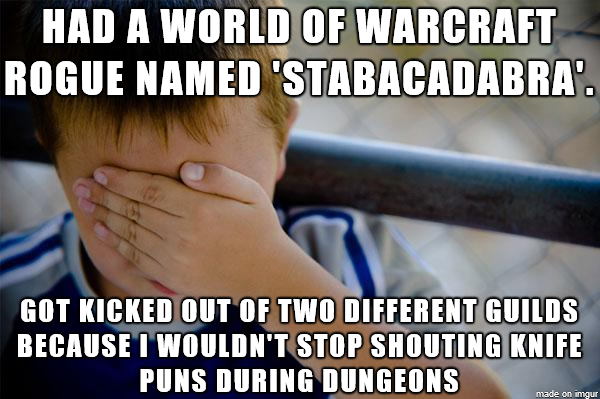 HAD A WORLD OF WARCRAFT
ROGUE NAMED 'STABACADABRA'.
GOT KICKED OUT OF TWO DIFFERENT GUILDS
BECAUSE I WOULDN'T STOP SHOUTING KNIFE
PUNS DURING DUNGEONS
made on imgur